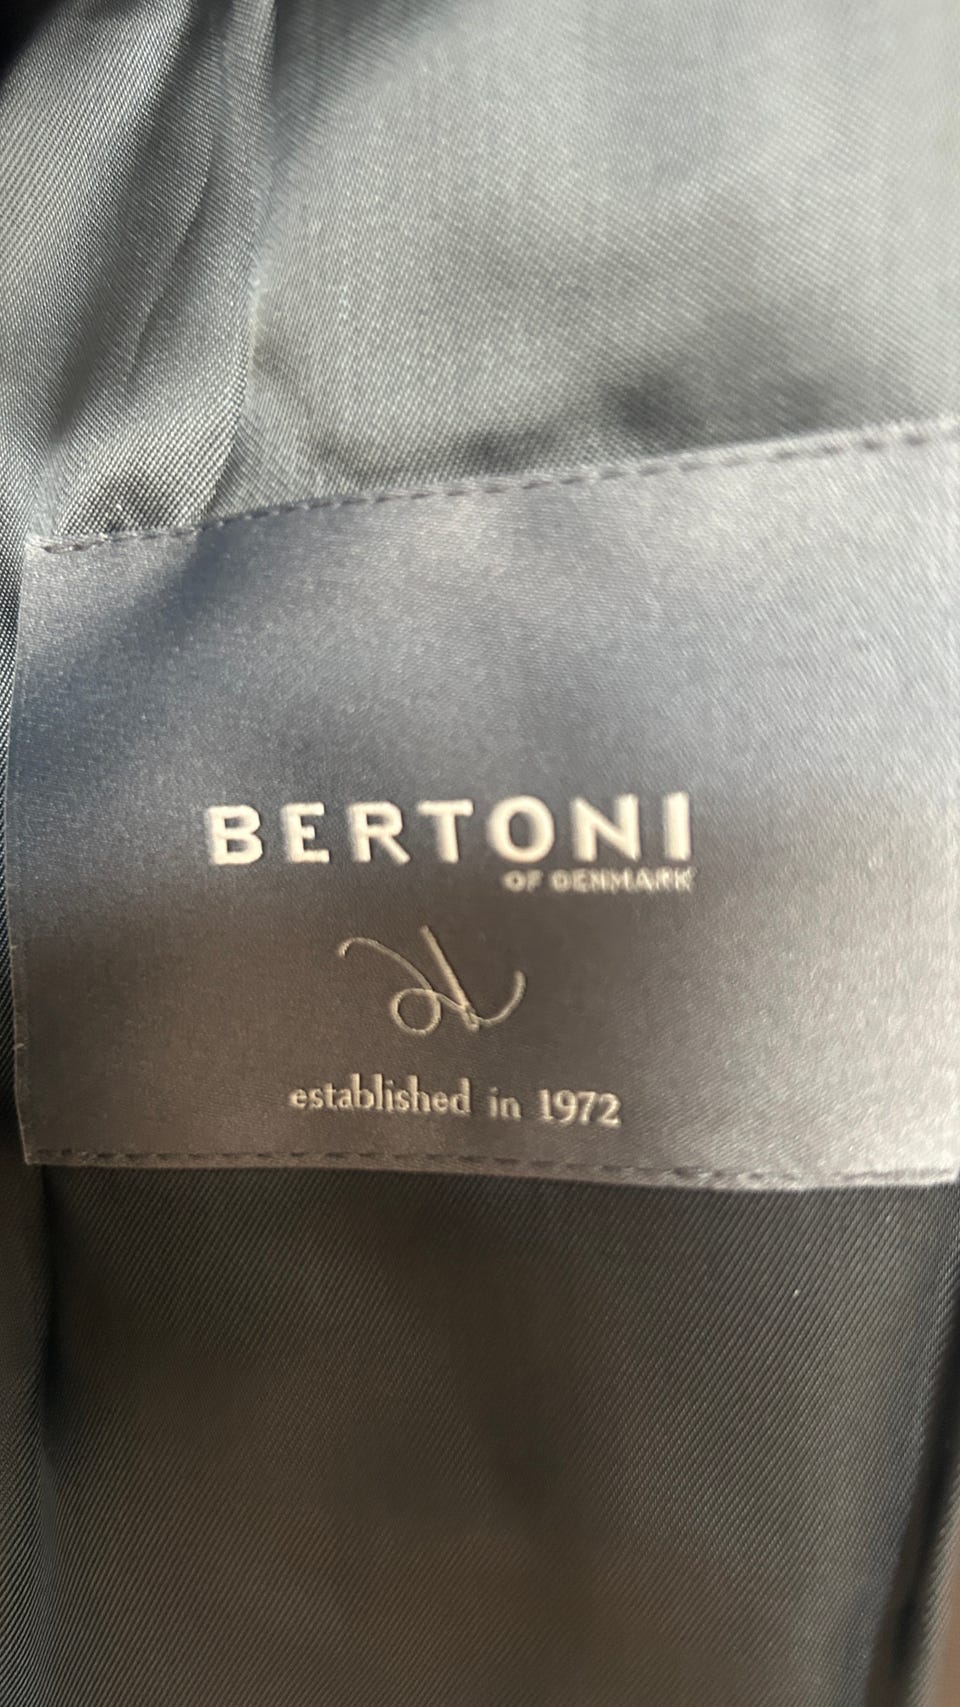 BERTONI
OF DENMARK
established in 1972